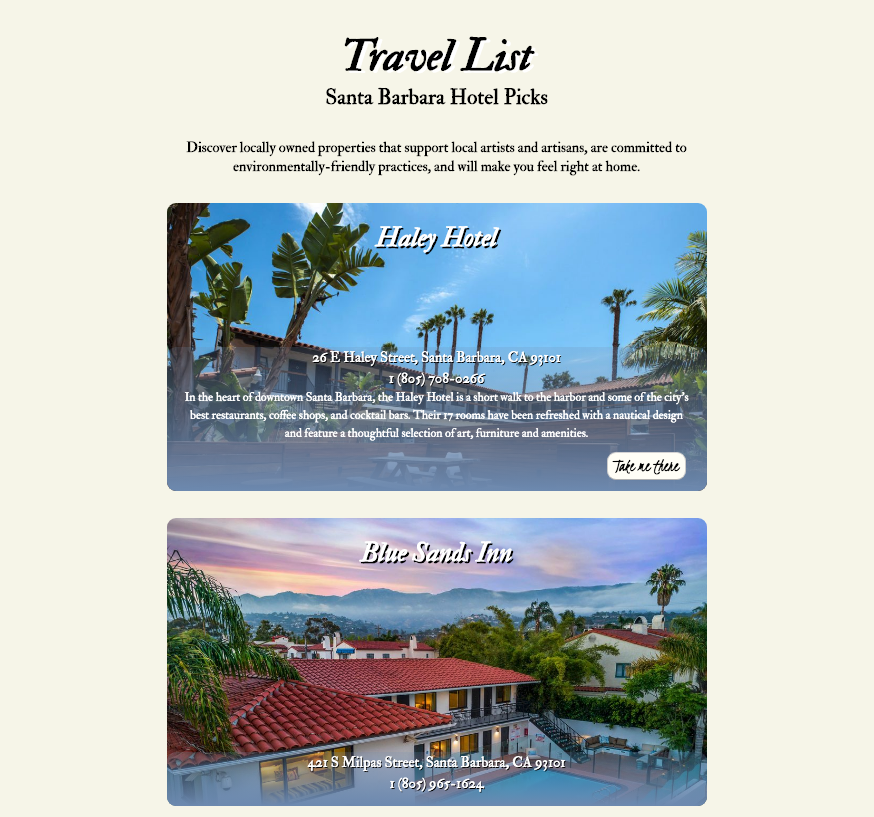 Travel List
Santa Barbara Hotel Picks
Discover locally owned properties that support local artists and artisans, are committed to
environmentally-friendly practices, and will make you feel right at home.
Haley Hotel
26 E Haley Street, Santa Barbara, CA 93101
1 (805) 708-0266
In the heart of downtown Santa Barbara, the Haley Hotel is a short walk to the harbor and some of the city's
best restaurants, coffee shops, and cocktail bars. Their 17 rooms have been refreshed with a nautical design
and feature a thoughtful selection of art, furniture and amenities.
Take me there
Blue Sands Inn
421 S Milpas Street, Santa Barbara, CA 93101
1 (805) 965-1624